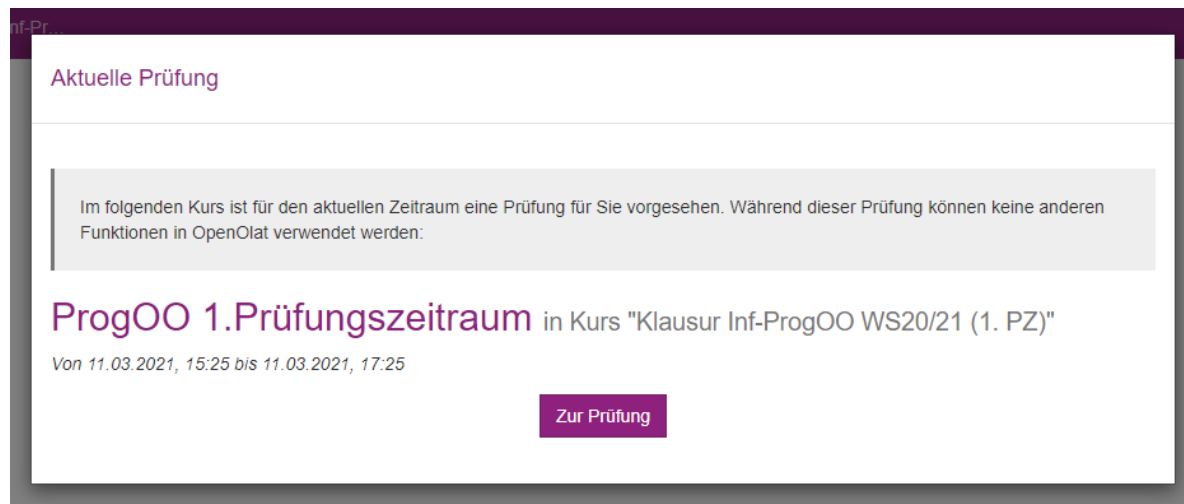 nf-Pr...
Aktuelle Prüfung
Im folgenden Kurs ist für den aktuellen Zeitraum eine Prüfung für Sie vorgesehen. Während dieser Prüfung können keine anderen
Funktionen in OpenOlat verwendet werden:
ProgOO 1.Prüfungszeitraum in Kurs "Klausur Inf-ProgOO WS20/21 (1. PZ)"
Von 11.03.2021, 15:25 bis 11.03.2021, 17:25
Zur Prüfung